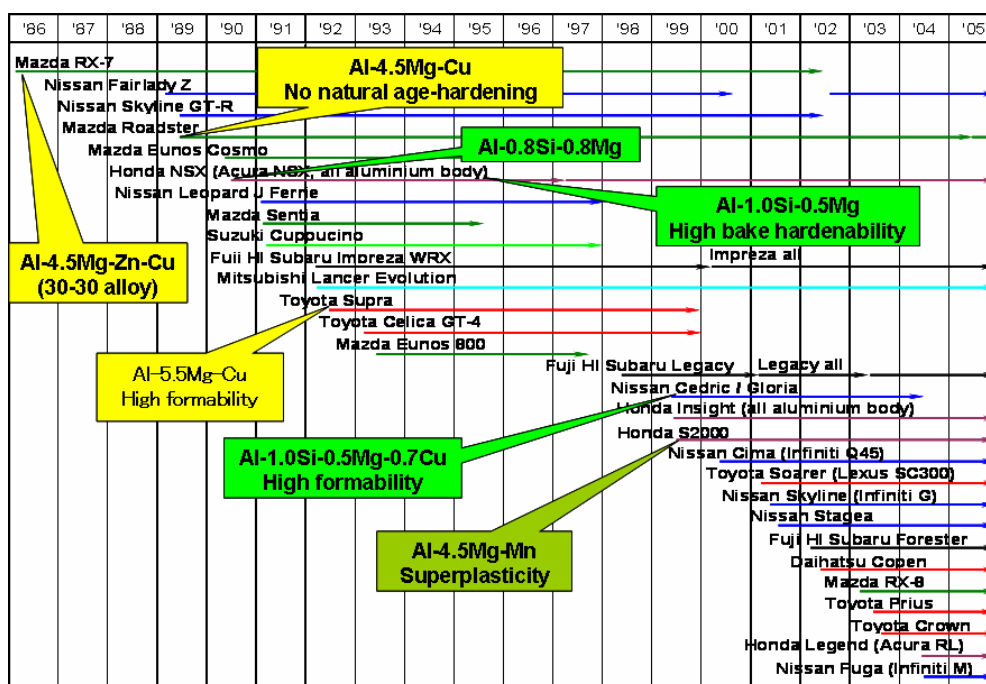 '86 '87 '88 '89 '90 '91 '92 '93 '94 '95 '96 '97 '98 '99 '00 '01 '02 '03 '04 '05
Mazda RX-7
Nissan Fairlady Z
Nissan Skyline GT-R
Mazda Roadster
Mazda Eunos Cosmo
Honda NSX (Acura NSX, all aluminium body)
Nissan Leopard J Ferrie
Mazda Sentia
Suzuki Cuppucino
Fuji HI Subaru Impreza WRX
Impreza all
Mitsubishi Lancer Evolution
Toyota Supra
Toyota Celica GT-4
Mazda Eunos 800
Fuji HI Subaru Legacy
Legacy all
Nissan Cedric / Gloria
Honda Insight (all aluminium body)
Honda S2000
Nissan Cima (Infiniti Q45)
Toyota Soarer (Lexus SC300)
Nissan Skyline (Infiniti G)
Nissan Stagea
Fuji HI Subaru Forester
Daihatsu Copen
Mazda RX-8
Toyota Prius
Toyota Crown
Honda Legend (Acura RL)
Nissan Fuga (Infiniti M)
Al-4.5Mg-Cu
No natural age-hardening
Al-0.8Si-0.8Mg
Al-1.0Si-0.5Mg
High bake hardenability
Al-4.5Mg-Zn-Cu
(30-30 alloy)
Al-5.5Mg-Cu
High formability
Al-1.0Si-0.5Mg-0.7Cu
High formability
Al-4.5Mg-Mn
Superplasticity